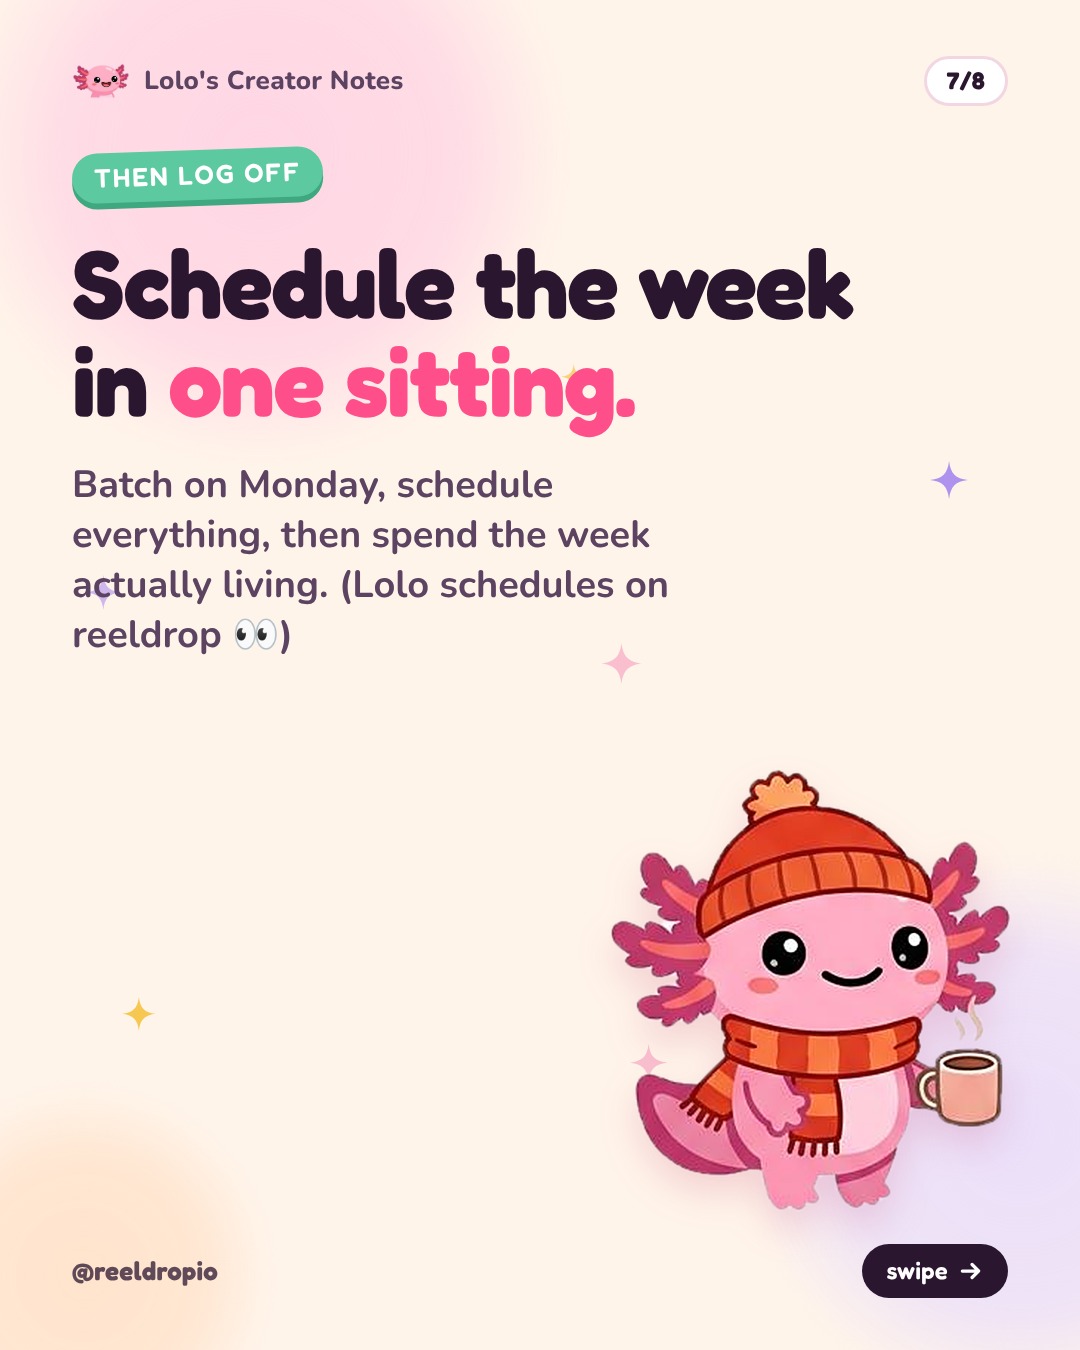 Lolo's Creator Notes
7/8
THEN LOG OFF
Schedule the week
in one sitting.
Batch on Monday, schedule
everything, then spend the week
actually living. (Lolo schedules on
reeldrop 👀)
@reeldropio
swipe →